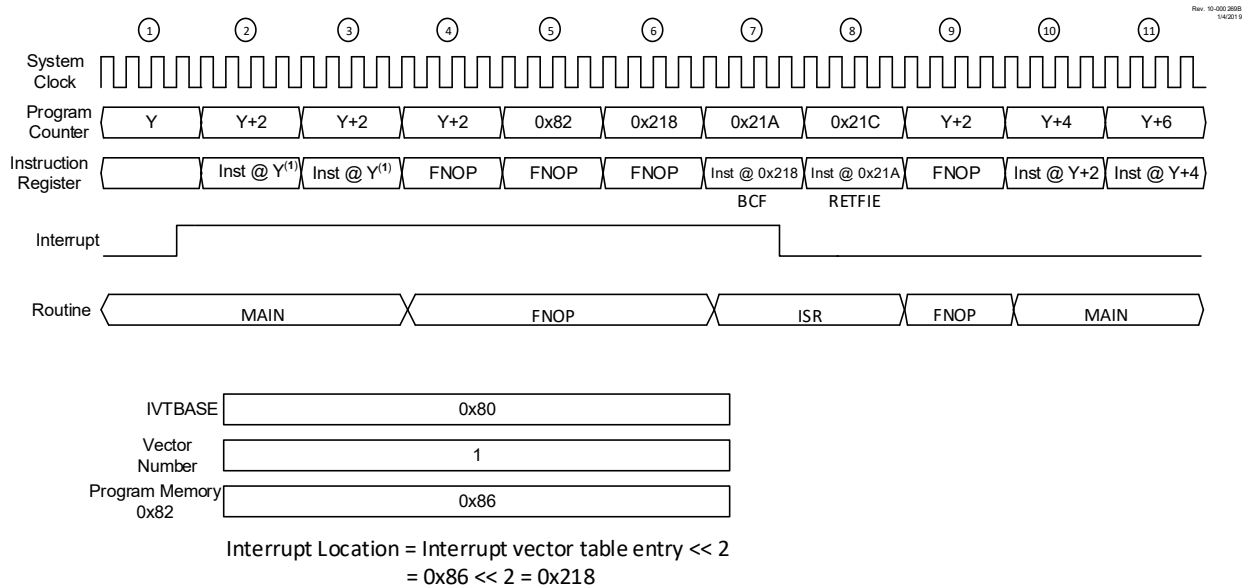 Rev. 10-000 269B
1/4/2019
1 2 3 4 5 6 7 8 9 10 11
System
Clock
Program
Counter
Y Y+2 Y+2 Y+2 0x82 0x218 0x21A 0x21C Y+2 Y+4 Y+6
Instruction
Register
Inst @ Y(1) Inst @ Y(1) FNOP FNOP FNOP Inst @ 0x218 Inst @ 0x21A FNOP Inst @ Y+2 Inst @ Y+4
BCF RETFIE
Interrupt
Routine MAIN FNOP ISR FNOP MAIN
IVTBASE 0x80
Vector
Number
1
Program Memory
0x82
0x86
Interrupt Location = Interrupt vector table entry << 2
= 0x86 << 2 = 0x218